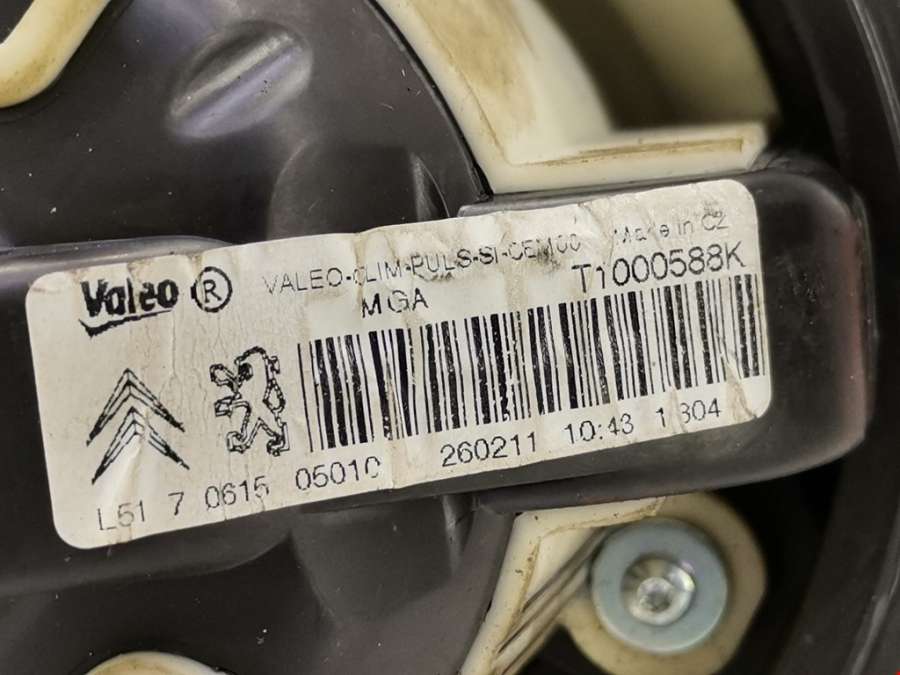 Valeo ® VALEO-CLIM-PULS-SI-CEM00 Made in CZ
MGA T1000588K
L51 7 0615 05010 260211 10:43 1304